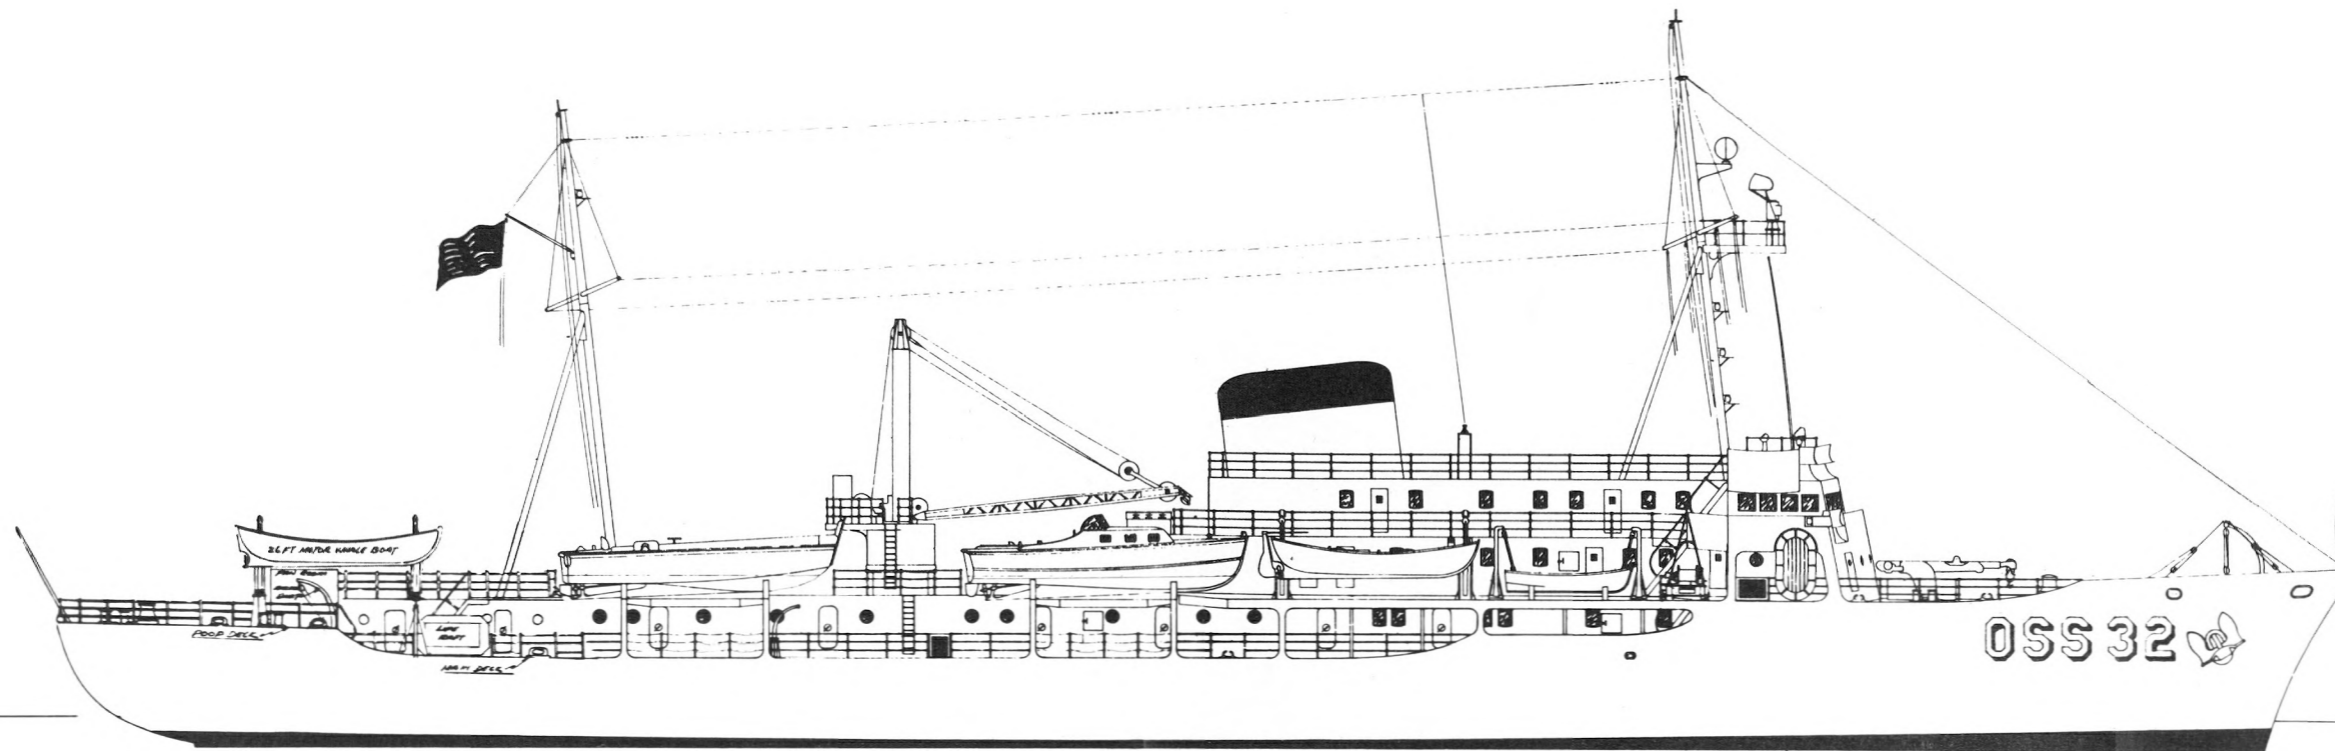 26 FT MOTOR WHALE BOAT
LIFE
RAFT
POOP DECK
MAIN DECK
OSS 32